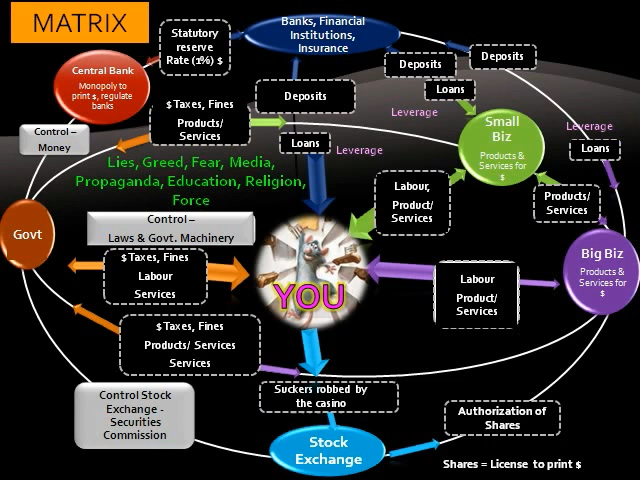 MATRIX
Banks, Financial
Institutions,
Insurance
Statutory
reserve
Rate (1%) $
Deposits
Deposits
Central Bank
Monopoly to
print $, regulate
banks
Loans
Deposits
$ Taxes, Fines
Products/
Services
Leverage
Small
Biz
Products &
Services for
$
Leverage
Control –
Money
Loans
Leverage
Loans
Lies, Greed, Fear, Media,
Propaganda, Education, Religion,
Force
Labour,
Product/
Services
Products/
Services
Control –
Laws & Govt. Machinery
Govt
$ Taxes, Fines
Labour
Services
YOU
Labour
Product/
Services
Big Biz
Products &
Services for
$
$ Taxes, Fines
Products/ Services
Services
Suckers robbed by
the casino
Control Stock
Exchange -
Securities
Commission
Authorization of
Shares
Stock
Exchange
Shares = License to print $